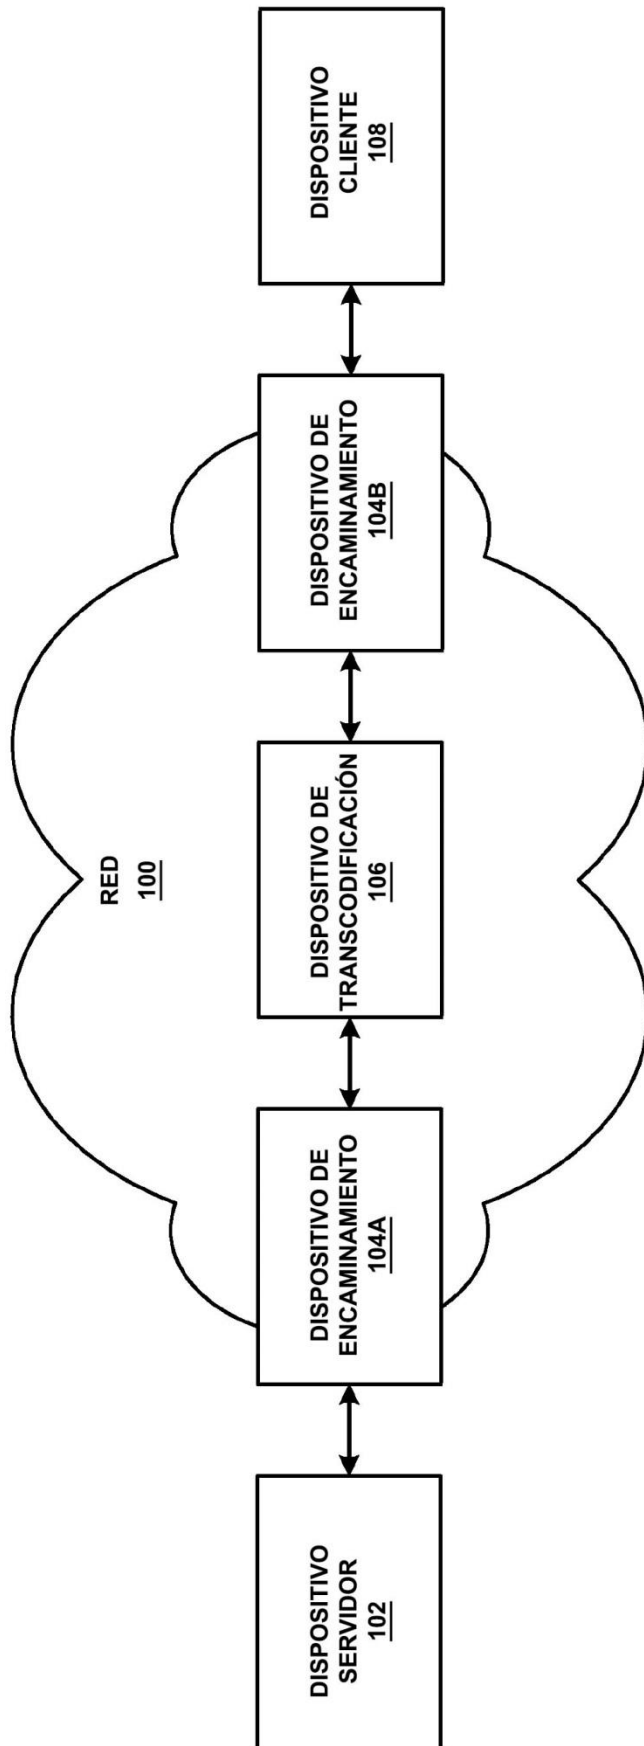 RED
100
DISPOSITIVO
SERVIDOR
102
DISPOSITIVO DE
ENCAMINAMIENTO
104A
DISPOSITIVO DE
TRANSCODIFICACIÓN
106
DISPOSITIVO DE
ENCAMINAMIENTO
104B
DISPOSITIVO
CLIENTE
108